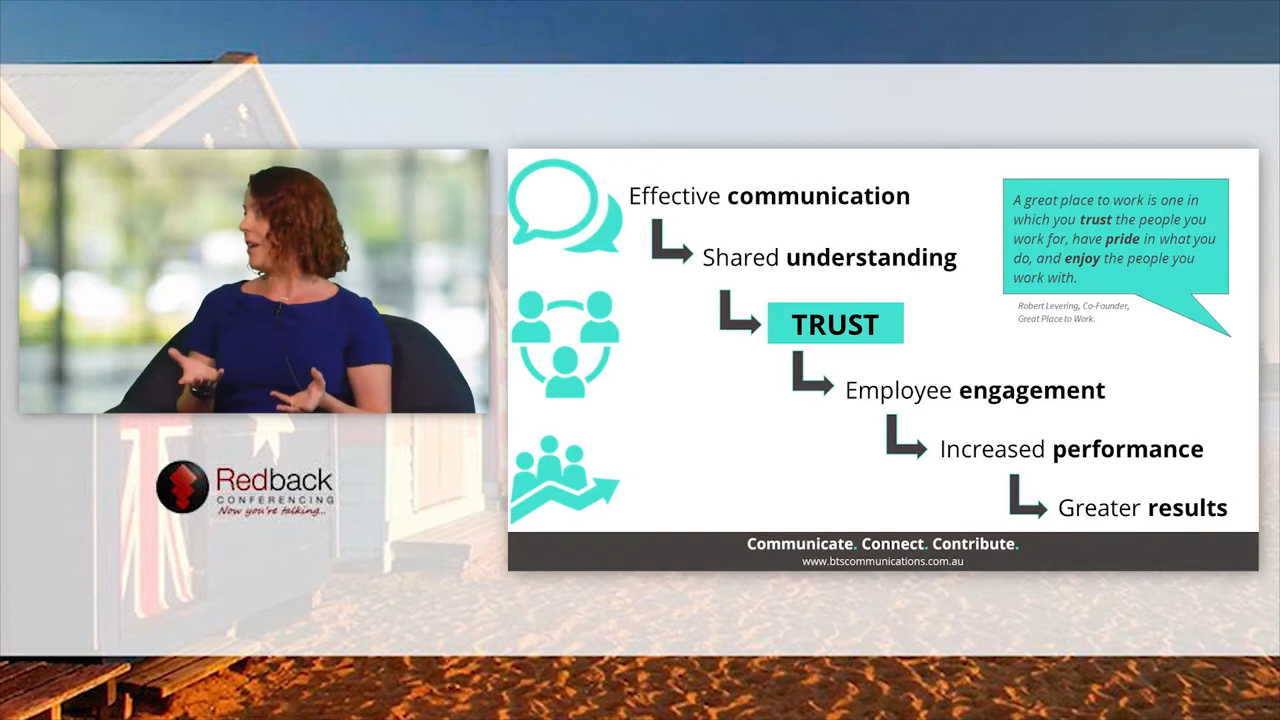 Effective communication
Shared understanding
TRUST
Employee engagement
Increased performance
Greater results
A great place to work is one in
which you trust the people you
work for, have pride in what you
do, and enjoy the people you
work with.
Robert Levering, Co-Founder,
Great Place to Work.
Communicate. Connect. Contribute.
www.btscommunications.com.au
Redback
CONFERENCING
Now you're talking...